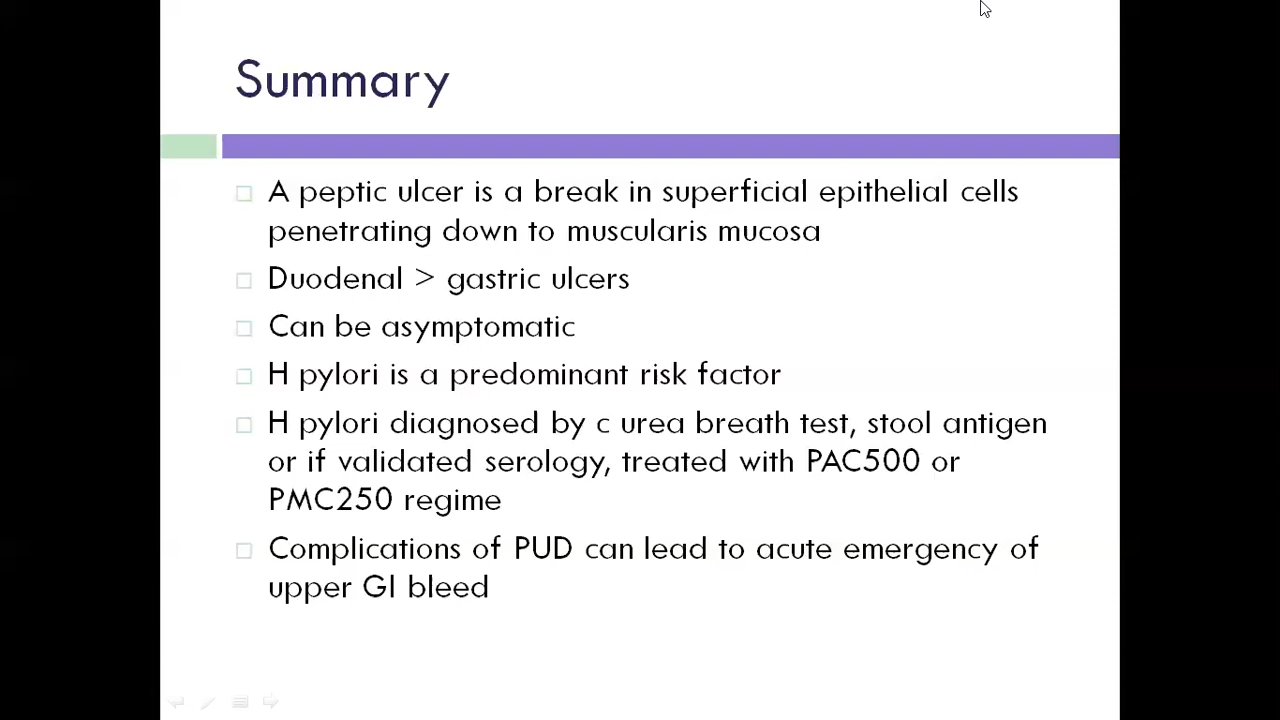 Summary
A peptic ulcer is a break in superficial epithelial cells
penetrating down to muscularis mucosa
Duodenal > gastric ulcers
Can be asymptomatic
H pylori is a predominant risk factor
H pylori diagnosed by c urea breath test, stool antigen
or if validated serology, treated with PAC500 or
PMC250 regime
Complications of PUD can lead to acute emergency of
upper GI bleed